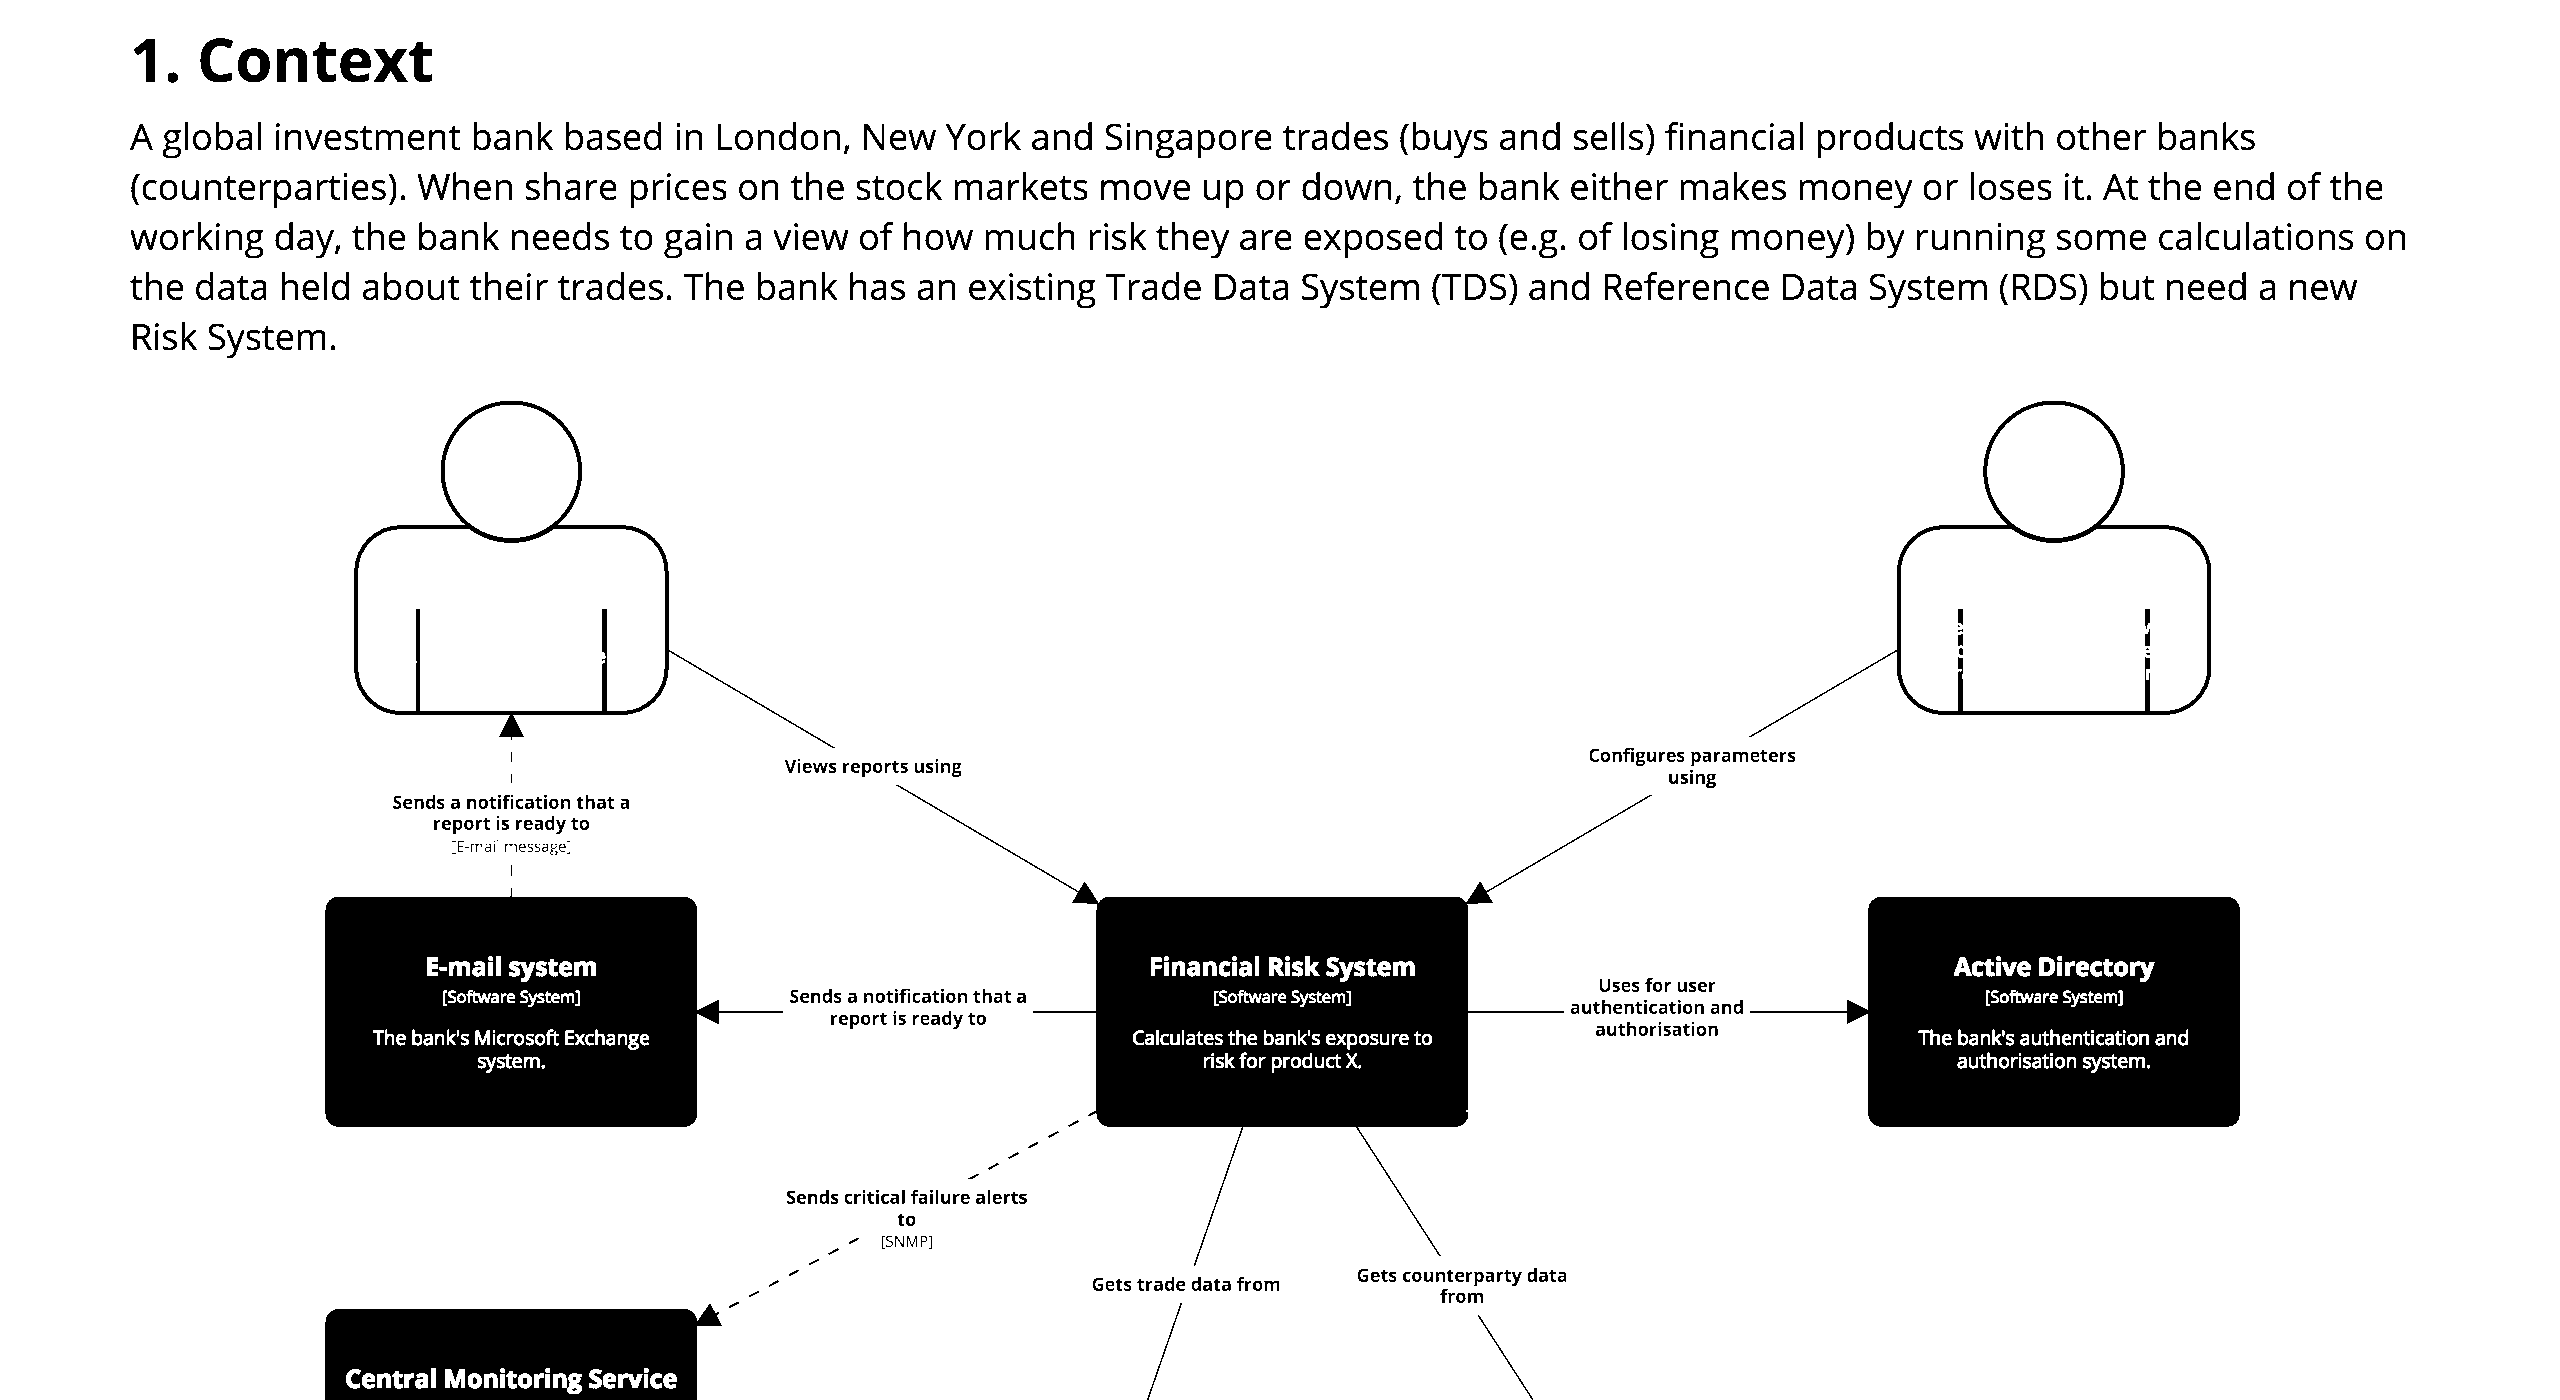 1. Context
A global investment bank based in London, New York and Singapore trades (buys and sells) financial products with other banks
(counterparties). When share prices on the stock markets move up or down, the bank either makes money or loses it. At the end of the
working day, the bank needs to gain a view of how much risk they are exposed to (e.g. of losing money) by running some calculations on
the data held about their trades. The bank has an existing Trade Data System (TDS) and Reference Data System (RDS) but need a new
Risk System.
Views reports using
Configures parameters
using
Sends a notification that a
report is ready to
[E-mail message]
E-mail system
[Software System]
The bank's Microsoft Exchange
system.
Sends a notification that a
report is ready to
Financial Risk System
[Software System]
Calculates the bank's exposure to
risk for product X.
Uses for user
authentication and
authorisation
Active Directory
[Software System]
The bank's authentication and
authorisation system.
Sends critical failure alerts
to
[SNMP]
Gets trade data from
Gets counterparty data
from
Central Monitoring Service